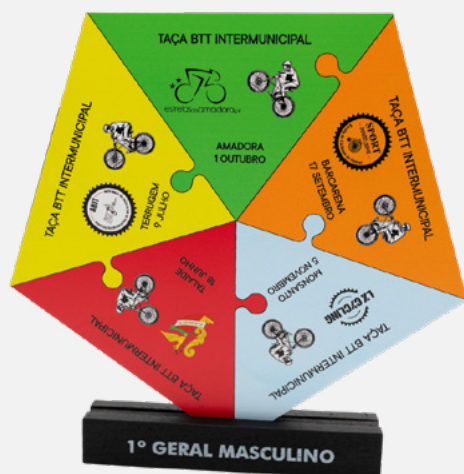 TAÇA BTT INTERMUNICIPAL
estrelasdaamadora
AMADORA
1 OUTUBRO
TAÇA BTT INTERMUNICIPAL
SPORT
BARCARENA
17 SETEMBRO
TAÇA BTT INTERMUNICIPAL
TERRUGEM
9 JULHO
TAÇA BTT INTERMUNICIPAL
TALAÍDE
18 JUNHO
TAÇA BTT INTERMUNICIPAL
LX CYCLING
MONSANTO
5 NOVEMBRO
1º GERAL MASCULINO